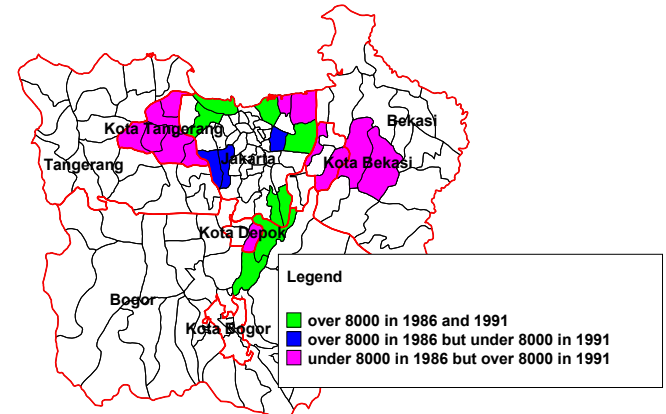 Bekasi
Kota Tangerang
Jakarta
Tangerang
Kota Bekasi
Kota Depok
Legend
Bogor
over 8000 in 1986 and 1991
Kota Bogor
over 8000 in 1986 but under 8000 in 1991
under 8000 in 1986 but over 8000 in 1991